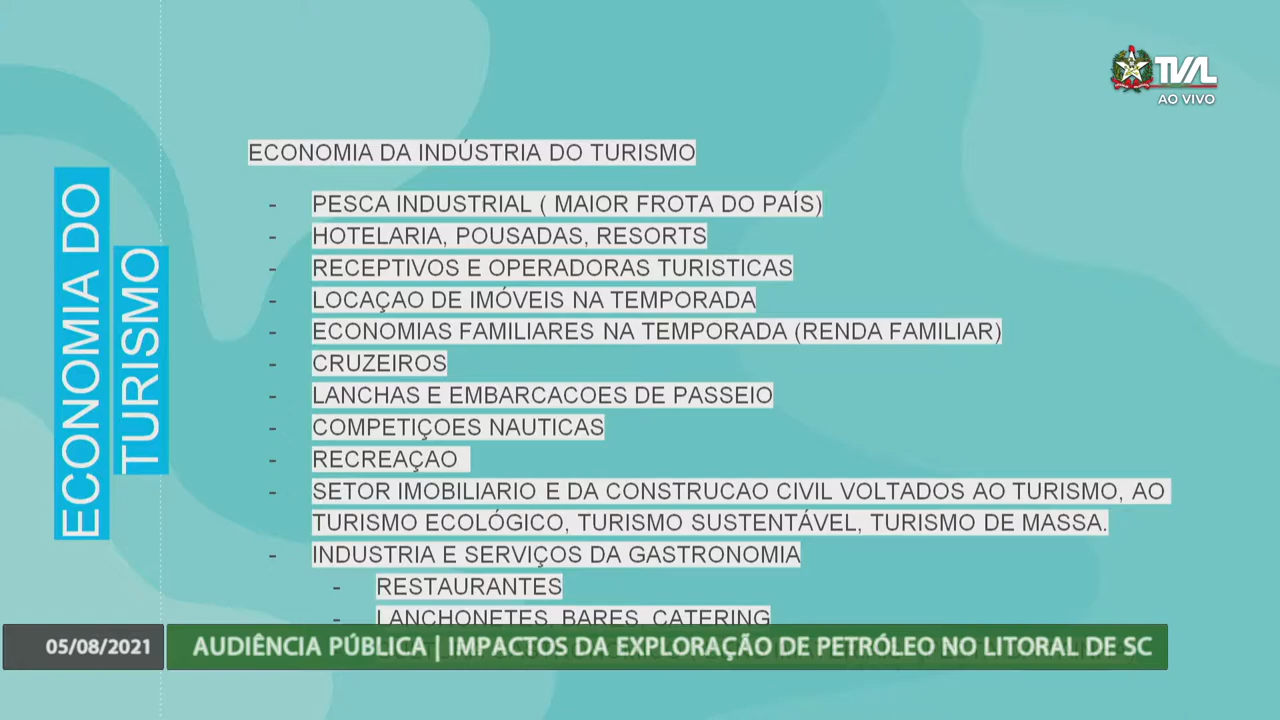 TVAL
AO VIVO
ECONOMIA DO
TURISMO
ECONOMIA DA INDÚSTRIA DO TURISMO
- PESCA INDUSTRIAL ( MAIOR FROTA DO PAÍS)
- HOTELARIA, POUSADAS, RESORTS
- RECEPTIVOS E OPERADORAS TURISTICAS
- LOCAÇAO DE IMÓVEIS NA TEMPORADA
- ECONOMIAS FAMILIARES NA TEMPORADA (RENDA FAMILIAR)
- CRUZEIROS
- LANCHAS E EMBARCACOES DE PASSEIO
- COMPETIÇOES NAUTICAS
- RECREAÇAO
- SETOR IMOBILIARIO E DA CONSTRUCAO CIVIL VOLTADOS AO TURISMO, AO
TURISMO ECOLÓGICO, TURISMO SUSTENTÁVEL, TURISMO DE MASSA.
- INDUSTRIA E SERVIÇOS DA GASTRONOMIA
- RESTAURANTES
- LANCHONETES, BARES, CATERING
05/08/2021 AUDIÊNCIA PÚBLICA | IMPACTOS DA EXPLORAÇÃO DE PETRÓLEO NO LITORAL DE SC